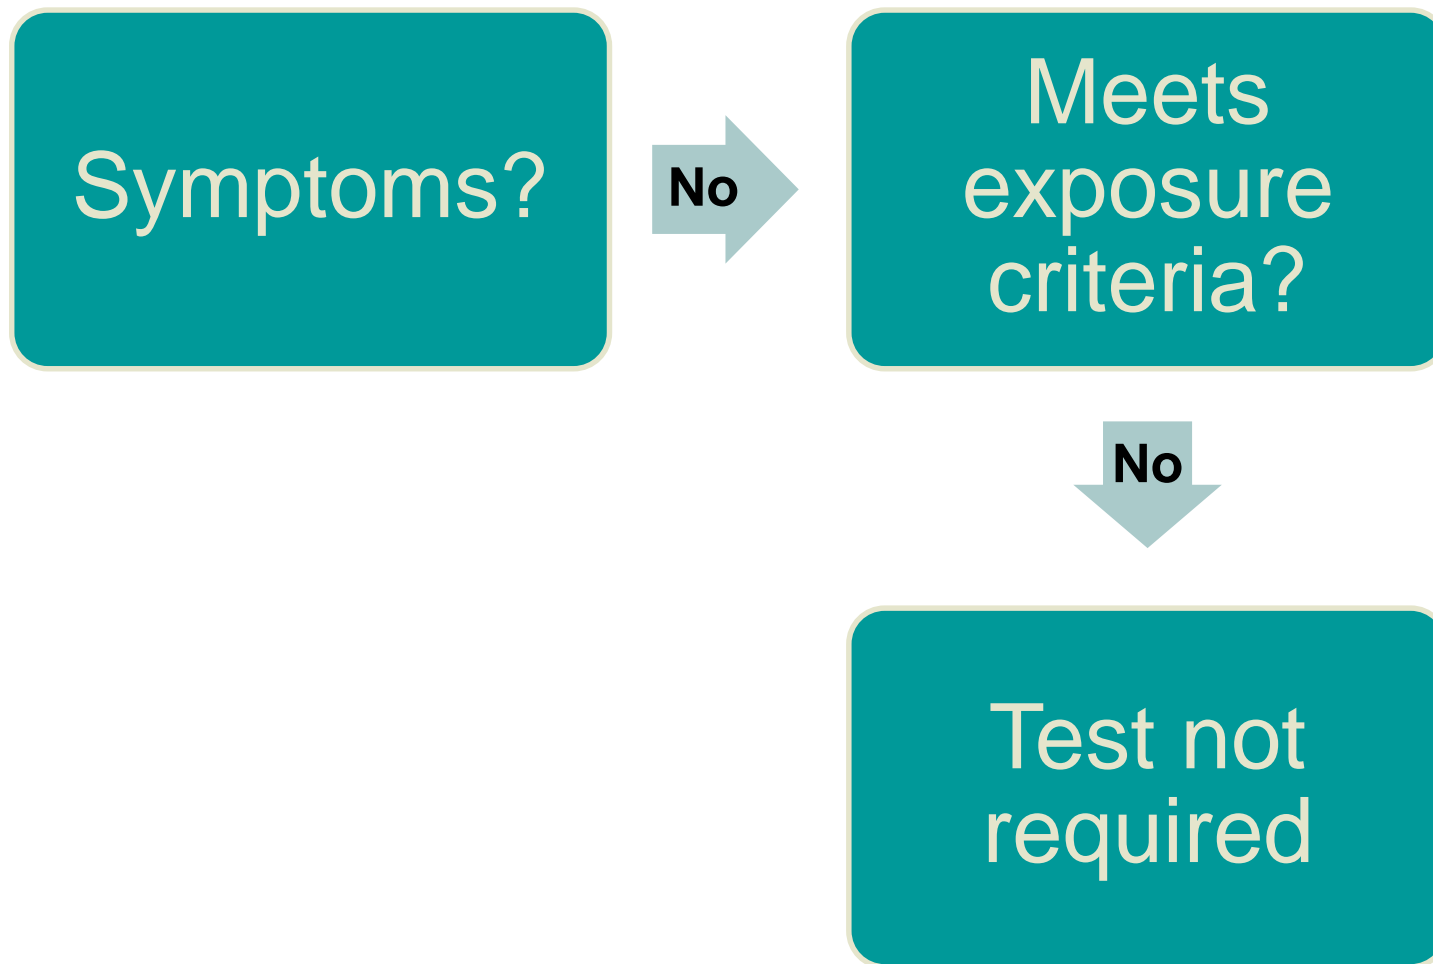 Symptoms?
No
Meets
exposure
criteria?
No
Test not
required